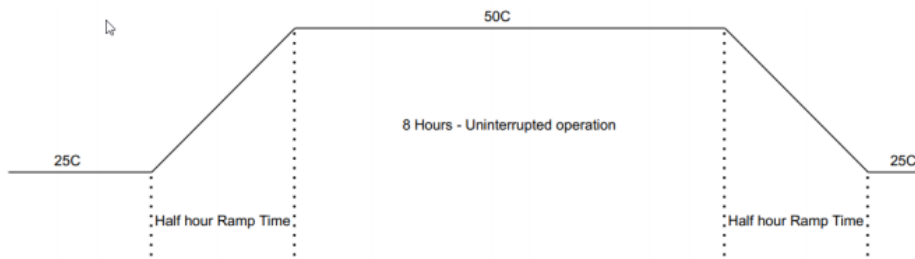 50C
8 Hours - Uninterrupted operation
25C
25C
Half hour Ramp Time
Half hour Ramp Time